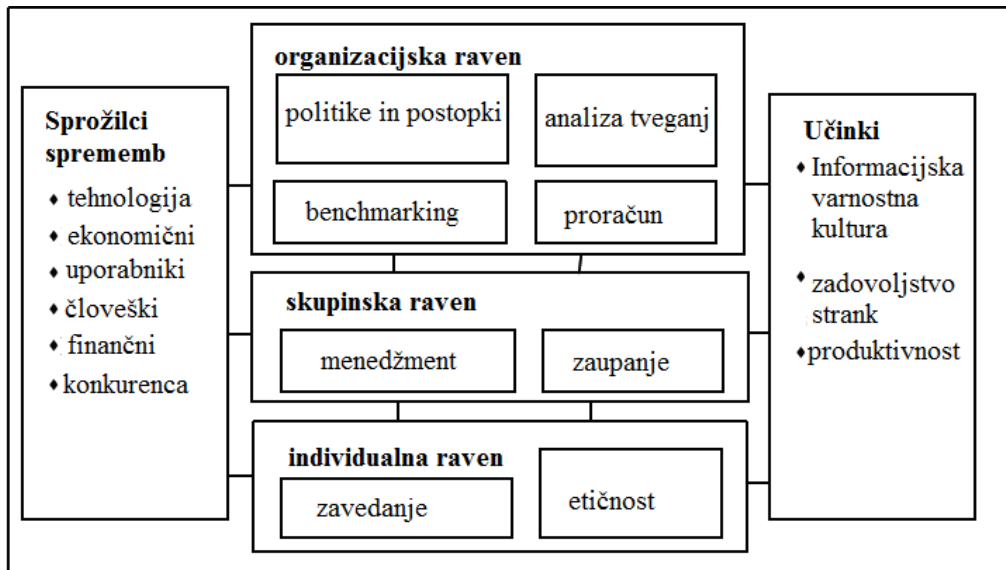 Sprožilci
sprememb
tehnologija
ekonomični
uporabniki
človeški
finančni
konkurenca
organizacijska raven
politike in postopki
analiza tveganj
benchmarking
proračun
skupinska raven
menedžment
zaupanje
individualna raven
zavedanje
etičnost
Učinki
Informacijska
varnostna
kultura
zadovoljstvo
strank
produktivnost